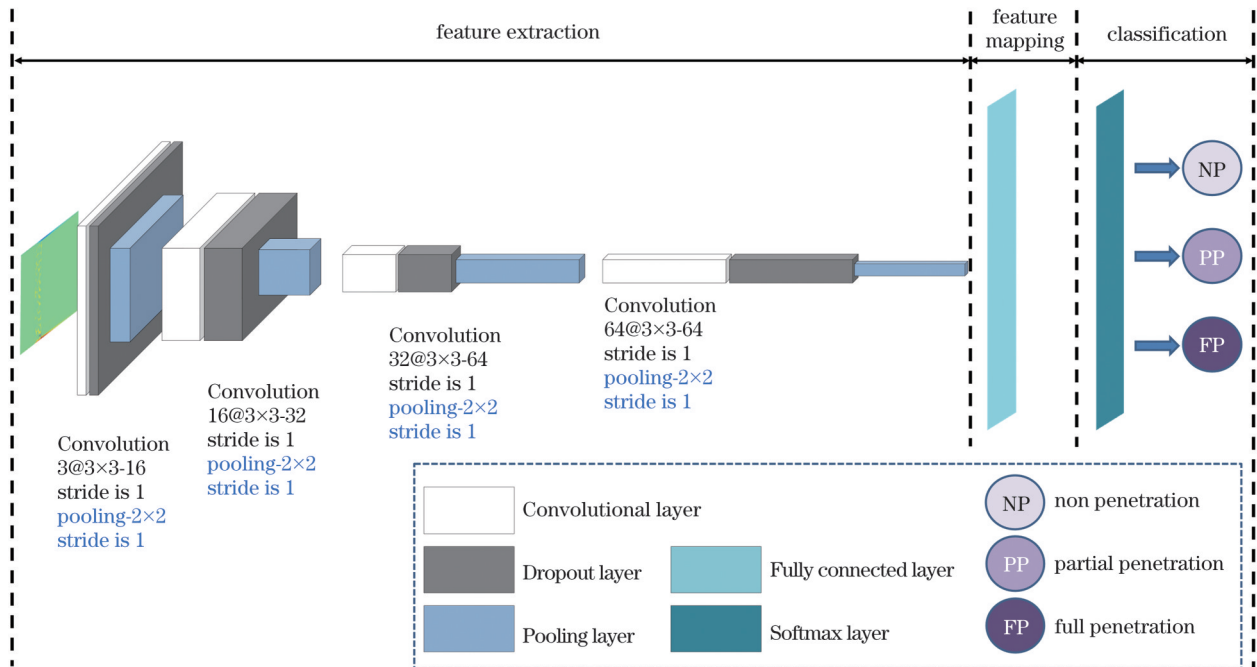 feature extraction
feature
mapping
classification
NP
PP
FP
Convolution
3@3×3-16
stride is 1
pooling-2×2
stride is 1
Convolution
16@3×3-32
stride is 1
pooling-2×2
stride is 1
Convolution
32@3×3-64
stride is 1
pooling-2×2
stride is 1
Convolution
64@3×3-64
stride is 1
pooling-2×2
stride is 1
Convolutional layer
Dropout layer
Pooling layer
Fully connected layer
Softmax layer
NP non penetration
PP partial penetration
FP full penetration